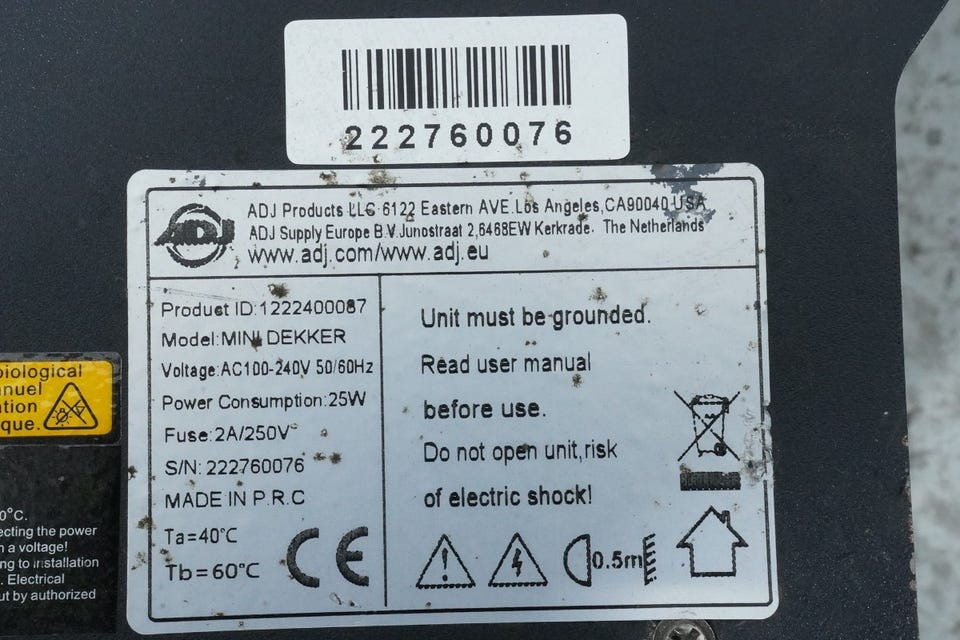 222760076
ADJ
ADJ Products LLC 6122 Eastern AVE.Los Angeles,CA90040 USA
ADJ Supply Europe B.V.Junostraat 2,6468EW Kerkrade. The Netherlands
www.adj.com/www.adj.eu
Product ID:1222400087
Model:MINI DEKKER
Voltage:AC100-240V 50/60Hz
Power Consumption:25W
Fuse:2A/250V
S/N: 222760076
MADE IN P.R.C
Ta=40°C
Tb=60°C
CE
Unit must be grounded.
Read user manual
before use.
Do not open unit,risk
of electric shock!
0.5m
iological
nuel
tion
que.
0°C.
ecting the power
n a voltage!
ng to installation
. Electrical
ut by authorized